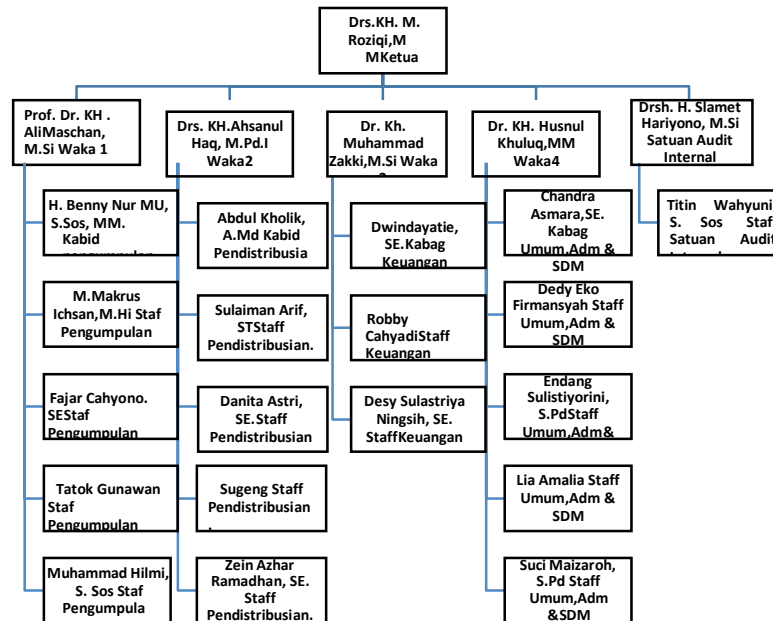 Drs.KH. M.
Roziqi,M
MKetua
Prof. Dr. KH .
AliMaschan,
M.Si Waka 1
Drs. KH.Ahsanul
Haq, M.Pd.I
Waka2
Dr. Kh.
Muhammad
Zakki,M.Si Waka
Dr. KH. Husnul
Khuluq,MM
Waka4
Drsh. H. Slamet
Hariyono, M.Si
Satuan Audit
Internal
H. Benny Nur MU,
S.Sos, MM.
Kabid
M.Makrus
Ichsan,M.Hi Staf
Pengumpulan
Fajar Cahyono.
SEStaf
Pengumpulan
Tatok Gunawan
Staf
Pengumpulan
Muhammad Hilmi,
S. Sos Staf
Pengumpula
Abdul Kholik,
A.Md Kabid
Pendistribusia
Sulaiman Arif,
STStaff
Pendistribusian.
Danita Astri,
SE.Staff
Pendistribusian
Sugeng Staff
Pendistribusian
.
Zein Azhar
Ramadhan, SE.
Staff
Pendistribusian.
Dwindayatie,
SE.Kabag
Keuangan
Robby
CahyadiStaff
Keuangan
Desy Sulastriya
Ningsih, SE.
StaffKeuangan
Chandra
Asmara,SE.
Kabag
Umum,Adm &
SDM
Dedy Eko
Firmansyah Staff
Umum,Adm &
SDM
Endang
Sulistiyorini,
S.PdStaff
Umum,Adm&
Lia Amalia Staff
Umum,Adm &
SDM
Suci Maizaroh,
S.Pd Staff
Umum,Adm
&SDM
Titin Wahyuni
S. Sos Staff
Satuan Audit